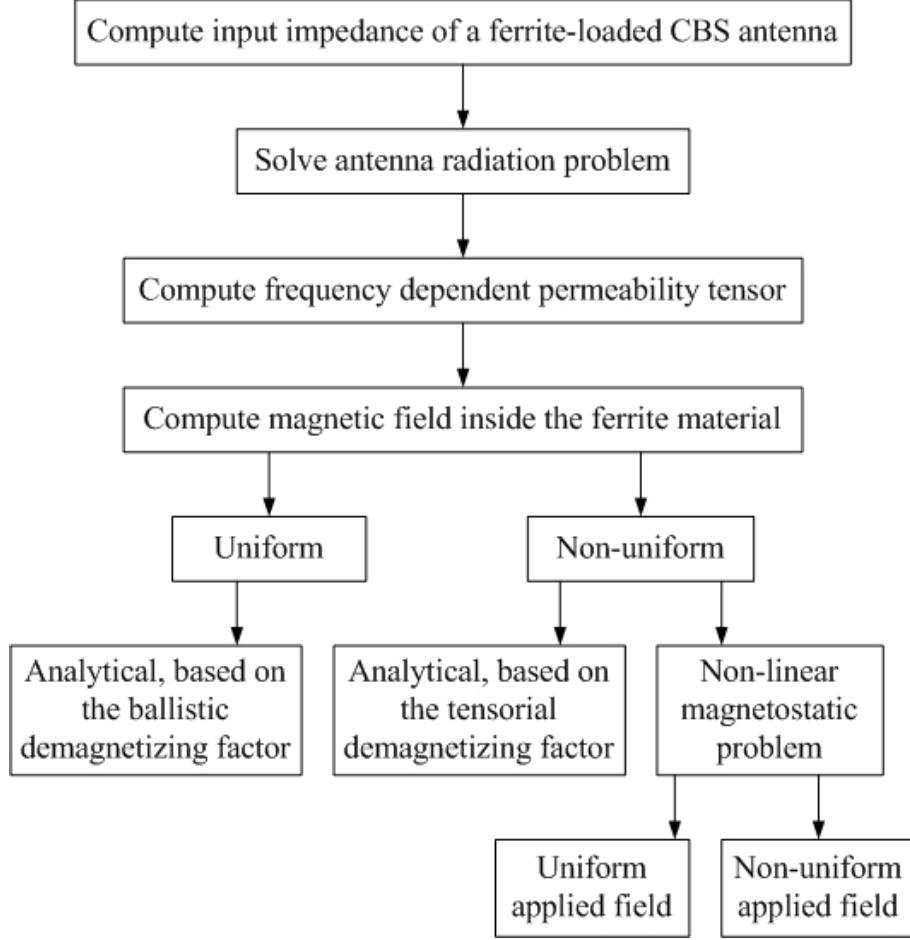 Compute input impedance of a ferrite-loaded CBS antenna
Solve antenna radiation problem
Compute frequency dependent permeability tensor
Compute magnetic field inside the ferrite material
Uniform
Non-uniform
Analytical, based on
the ballistic
demagnetizing factor
Analytical, based on
the tensorial
demagnetizing factor
Non-linear
magnetostatic
problem
Uniform
applied field
Non-uniform
applied field